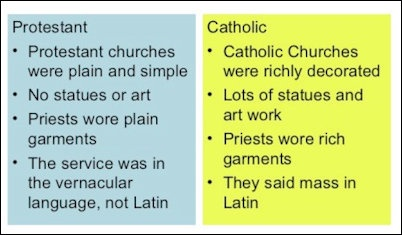 Protestant
• Protestant churches
were plain and simple
• No statues or art
• Priests wore plain
garments
• The service was in
the vernacular
language, not Latin
Catholic
• Catholic Churches
were richly decorated
• Lots of statues and
art work
• Priests wore rich
garments
• They said mass in
Latin